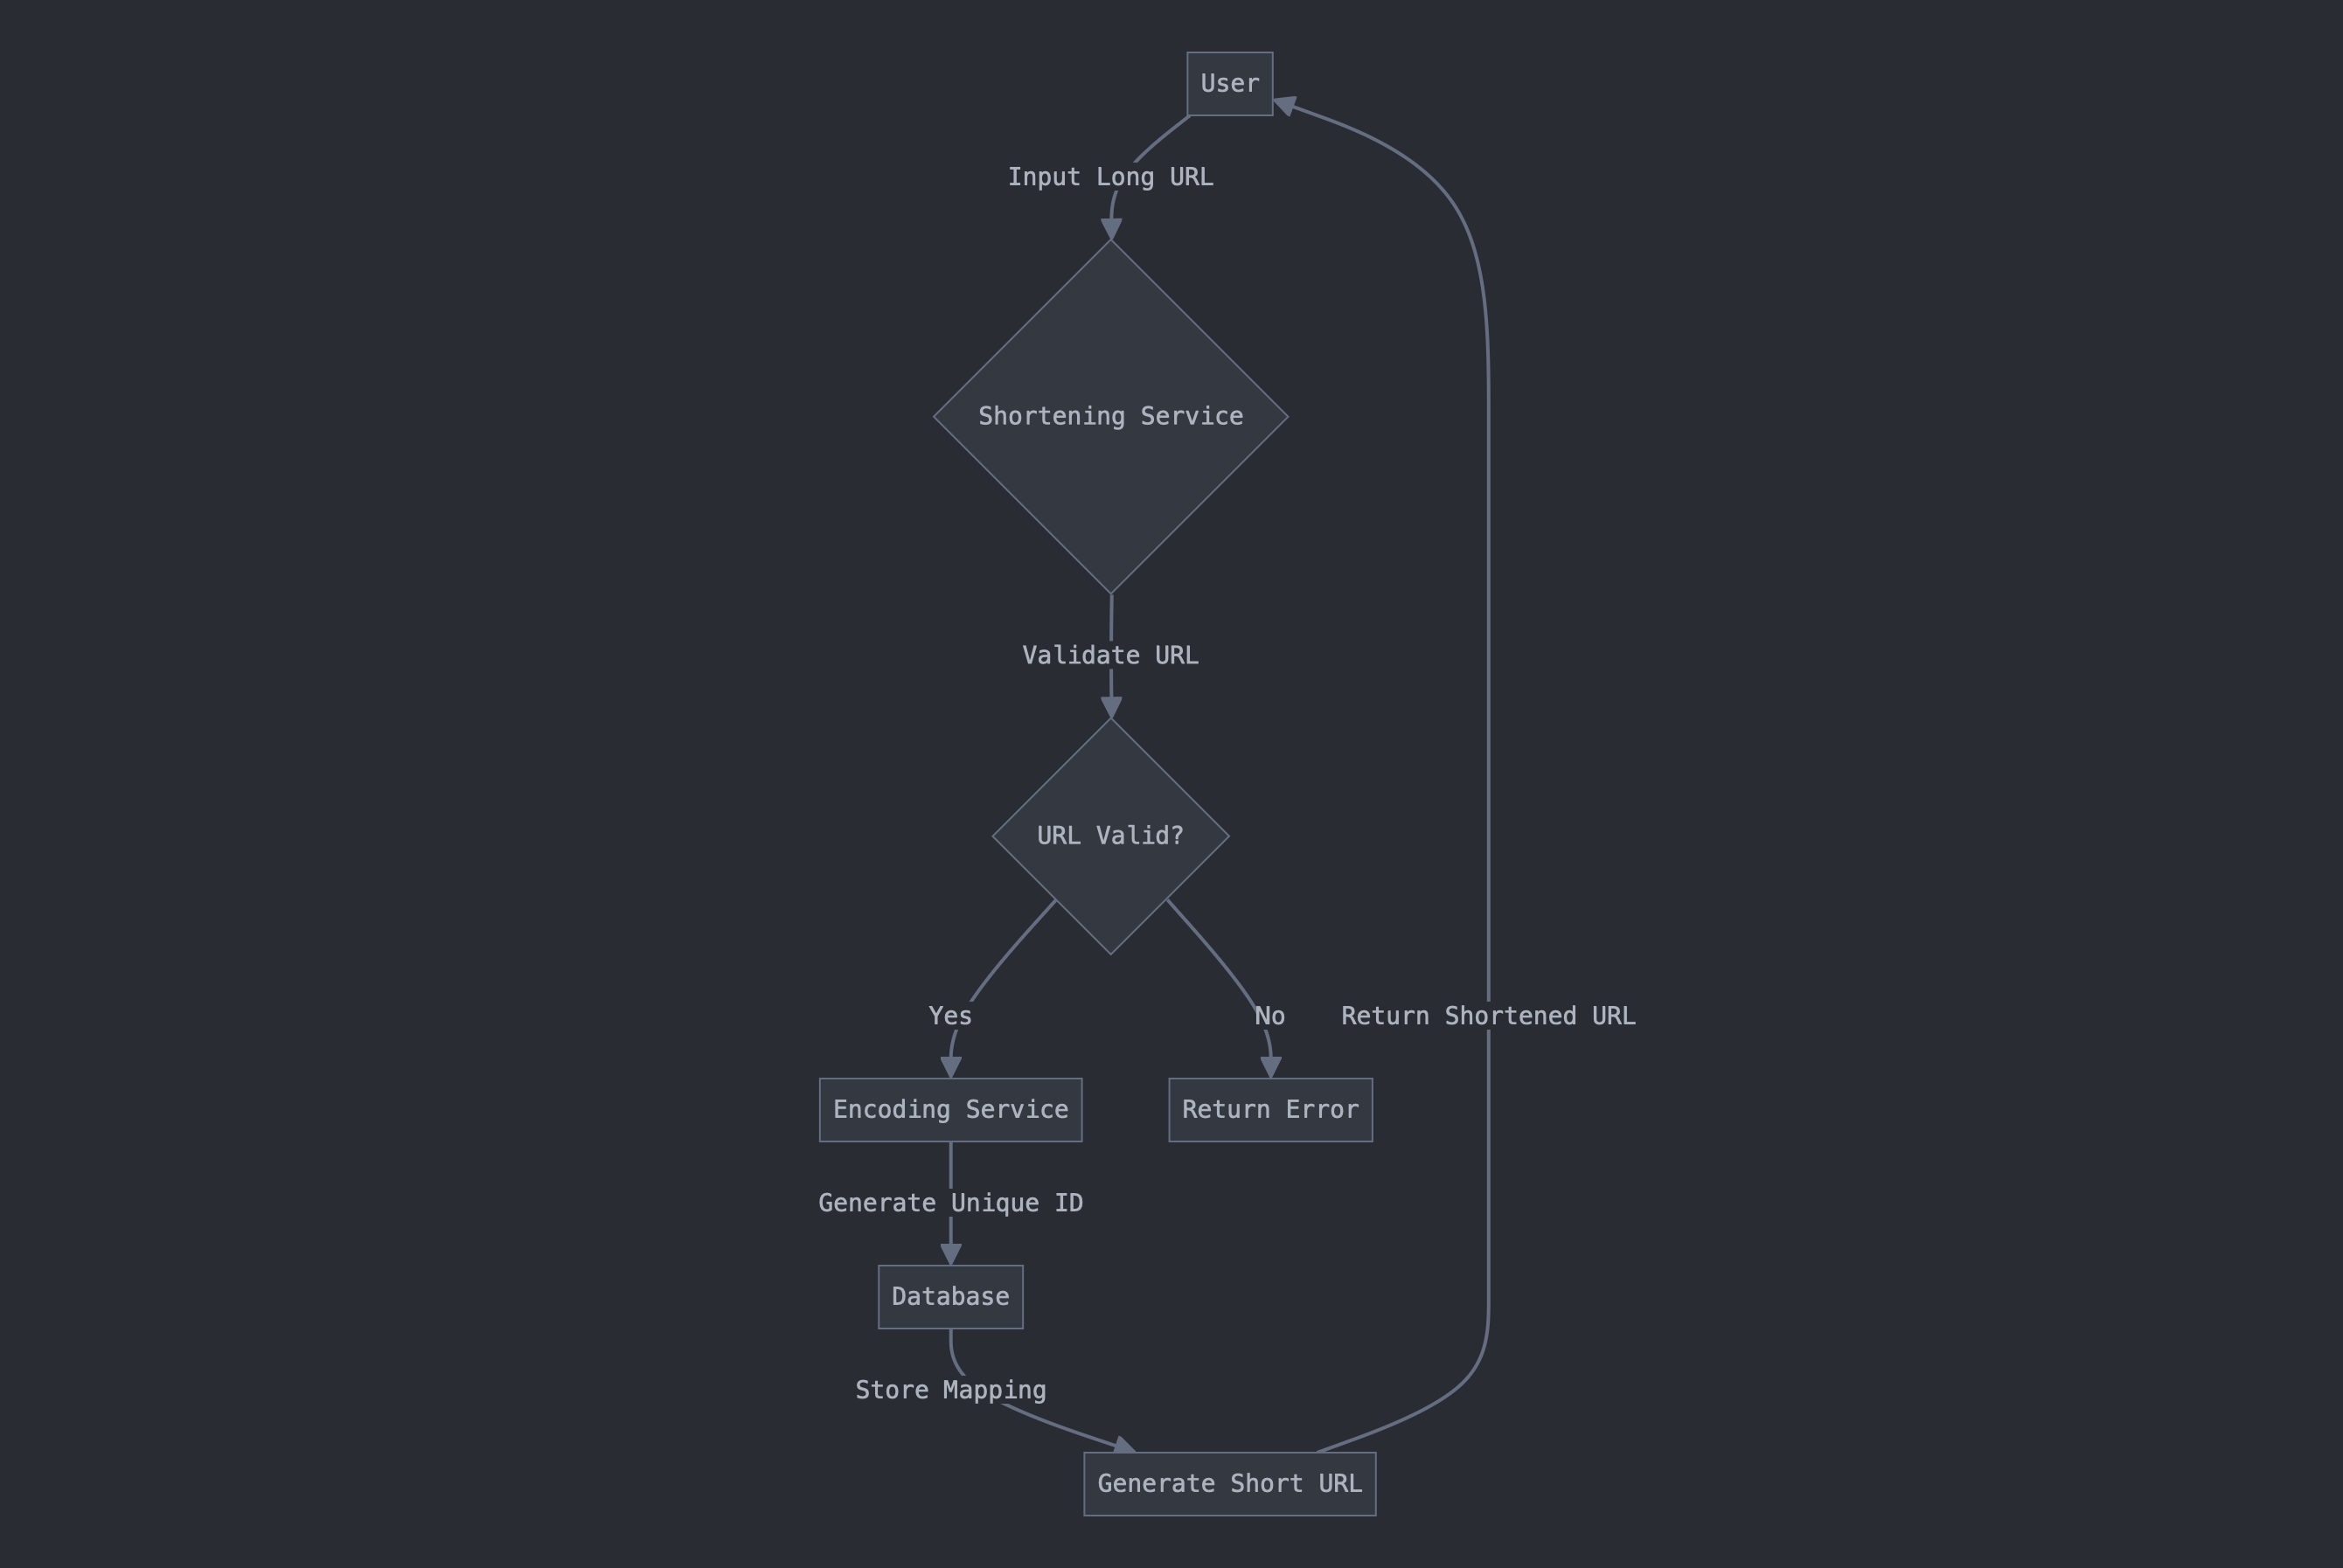 User
Input Long URL
Shortening Service
Validate URL
URL Valid?
Yes
No
Return Shortened URL
Encoding Service
Return Error
Generate Unique ID
Database
Store Mapping
Generate Short URL